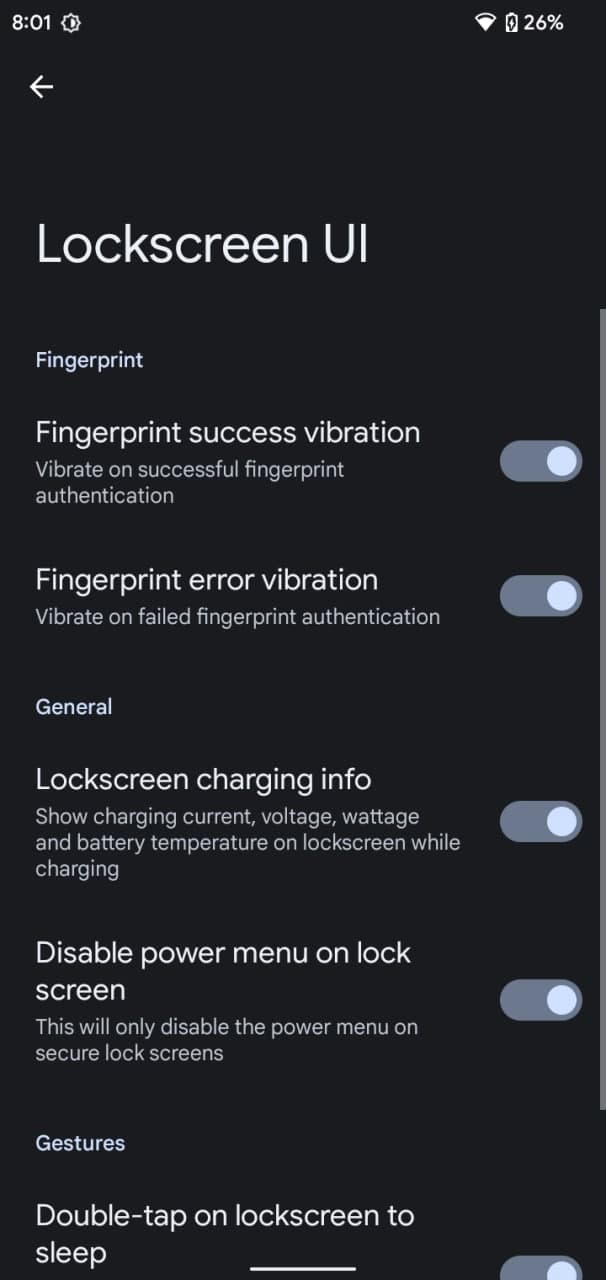 8:01 26%
Lockscreen UI
Fingerprint
Fingerprint success vibration
Vibrate on successful fingerprint
authentication
Fingerprint error vibration
Vibrate on failed fingerprint authentication
General
Lockscreen charging info
Show charging current, voltage, wattage
and battery temperature on lockscreen while
charging
Disable power menu on lock
screen
This will only disable the power menu on
secure lock screens
Gestures
Double-tap on lockscreen to
sleep